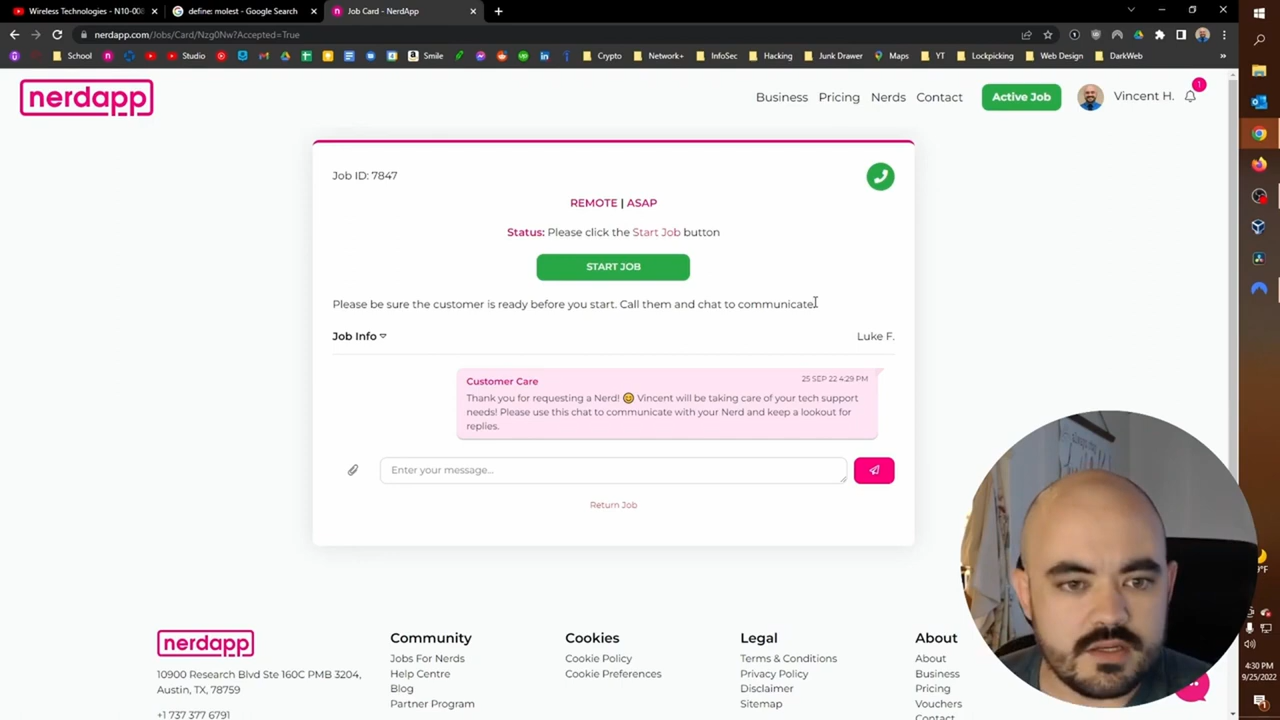 Wireless Technologies - N10-008
define: molest - Google Search
Job Card - NerdApp
nerdapp.com/Jobs/Card/Nzg0Nw?Accepted=True
School
Studio
Smile
Crypto
Network+
InfoSec
Hacking
Junk Drawer
Maps
YT
Lockpicking
Web Design
DarkWeb
nerdapp
Business
Pricing
Nerds
Contact
Active Job
Vincent H.
1
Job ID: 7847
REMOTE | ASAP
Status: Please click the Start Job button
START JOB
Please be sure the customer is ready before you start. Call them and chat to communicate.
Job Info
Luke F.
Customer Care
25 SEP 22 4:29 PM
Thank you for requesting a Nerd! 😊 Vincent will be taking care of your tech support
needs! Please use this chat to communicate with your Nerd and keep a lookout for
replies.
Enter your message...
Return Job
nerdapp
10900 Research Blvd Ste 160C PMB 3104,
Austin, TX, 78759
+1 737 377 6791
Community
Jobs For Nerds
Help Centre
Blog
Partner Program
Cookies
Cookie Policy
Cookie Preferences
Legal
Terms & Conditions
Privacy Policy
Disclaimer
Sitemap
About
About
Business
Pricing
Vouchers
Contact
4:30 PM
9/25/2022